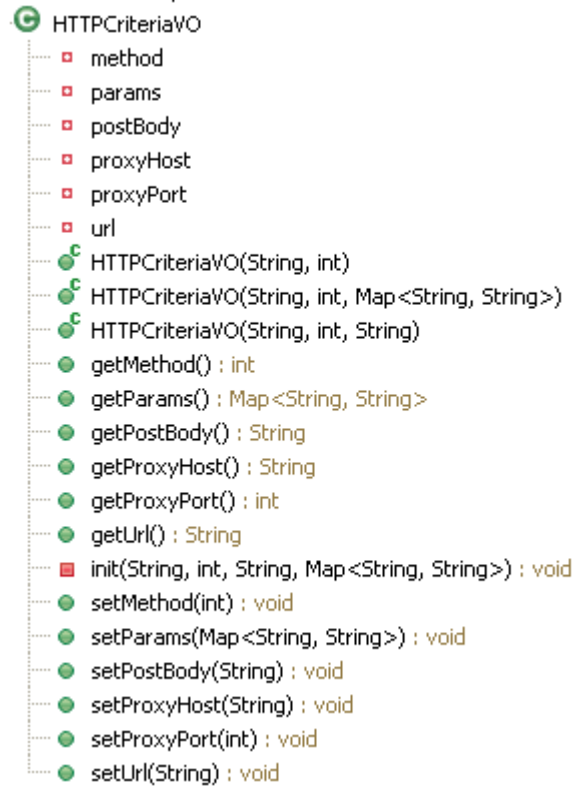 HTTPCriteriaVO
method
params
postBody
proxyHost
proxyPort
url
HTTPCriteriaVO(String, int)
HTTPCriteriaVO(String, int, Map<String, String>)
HTTPCriteriaVO(String, int, String)
getMethod() : int
getParams() : Map<String, String>
getPostBody() : String
getProxyHost() : String
getProxyPort() : int
getUrl() : String
init(String, int, String, Map<String, String>) : void
setMethod(int) : void
setParams(Map<String, String>) : void
setPostBody(String) : void
setProxyHost(String) : void
setProxyPort(int) : void
setUrl(String) : void